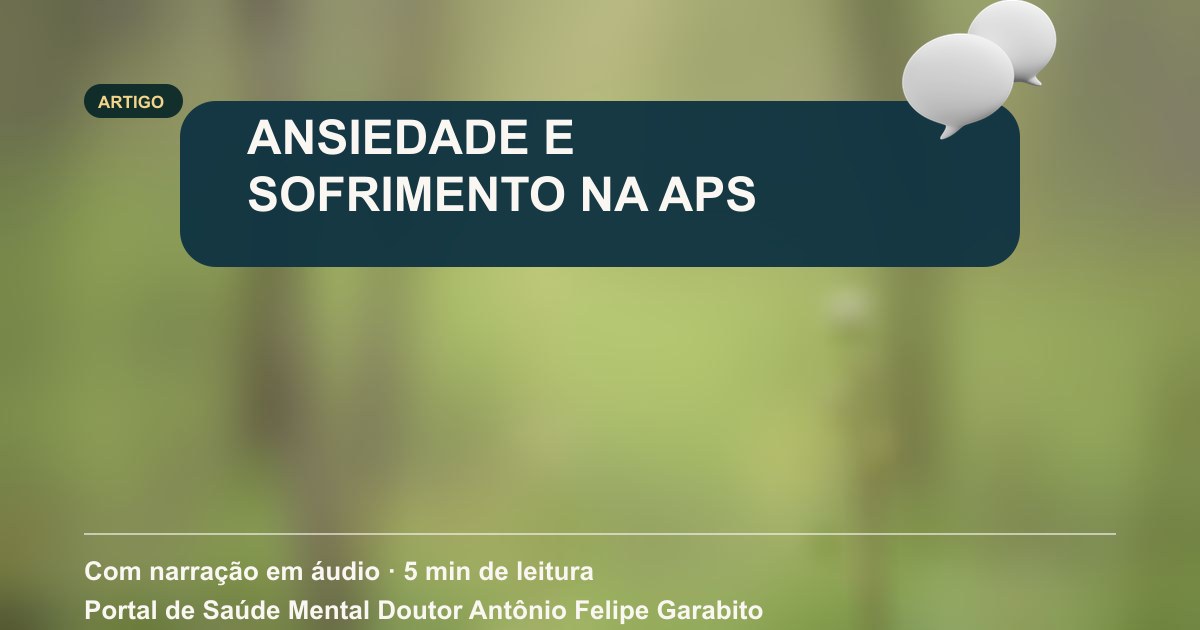 ARTIGO
ANSIEDADE E
SOFRIMENTO NA APS
Com narração em áudio · 5 min de leitura
Portal de Saúde Mental Doutor Antônio Felipe Garabito